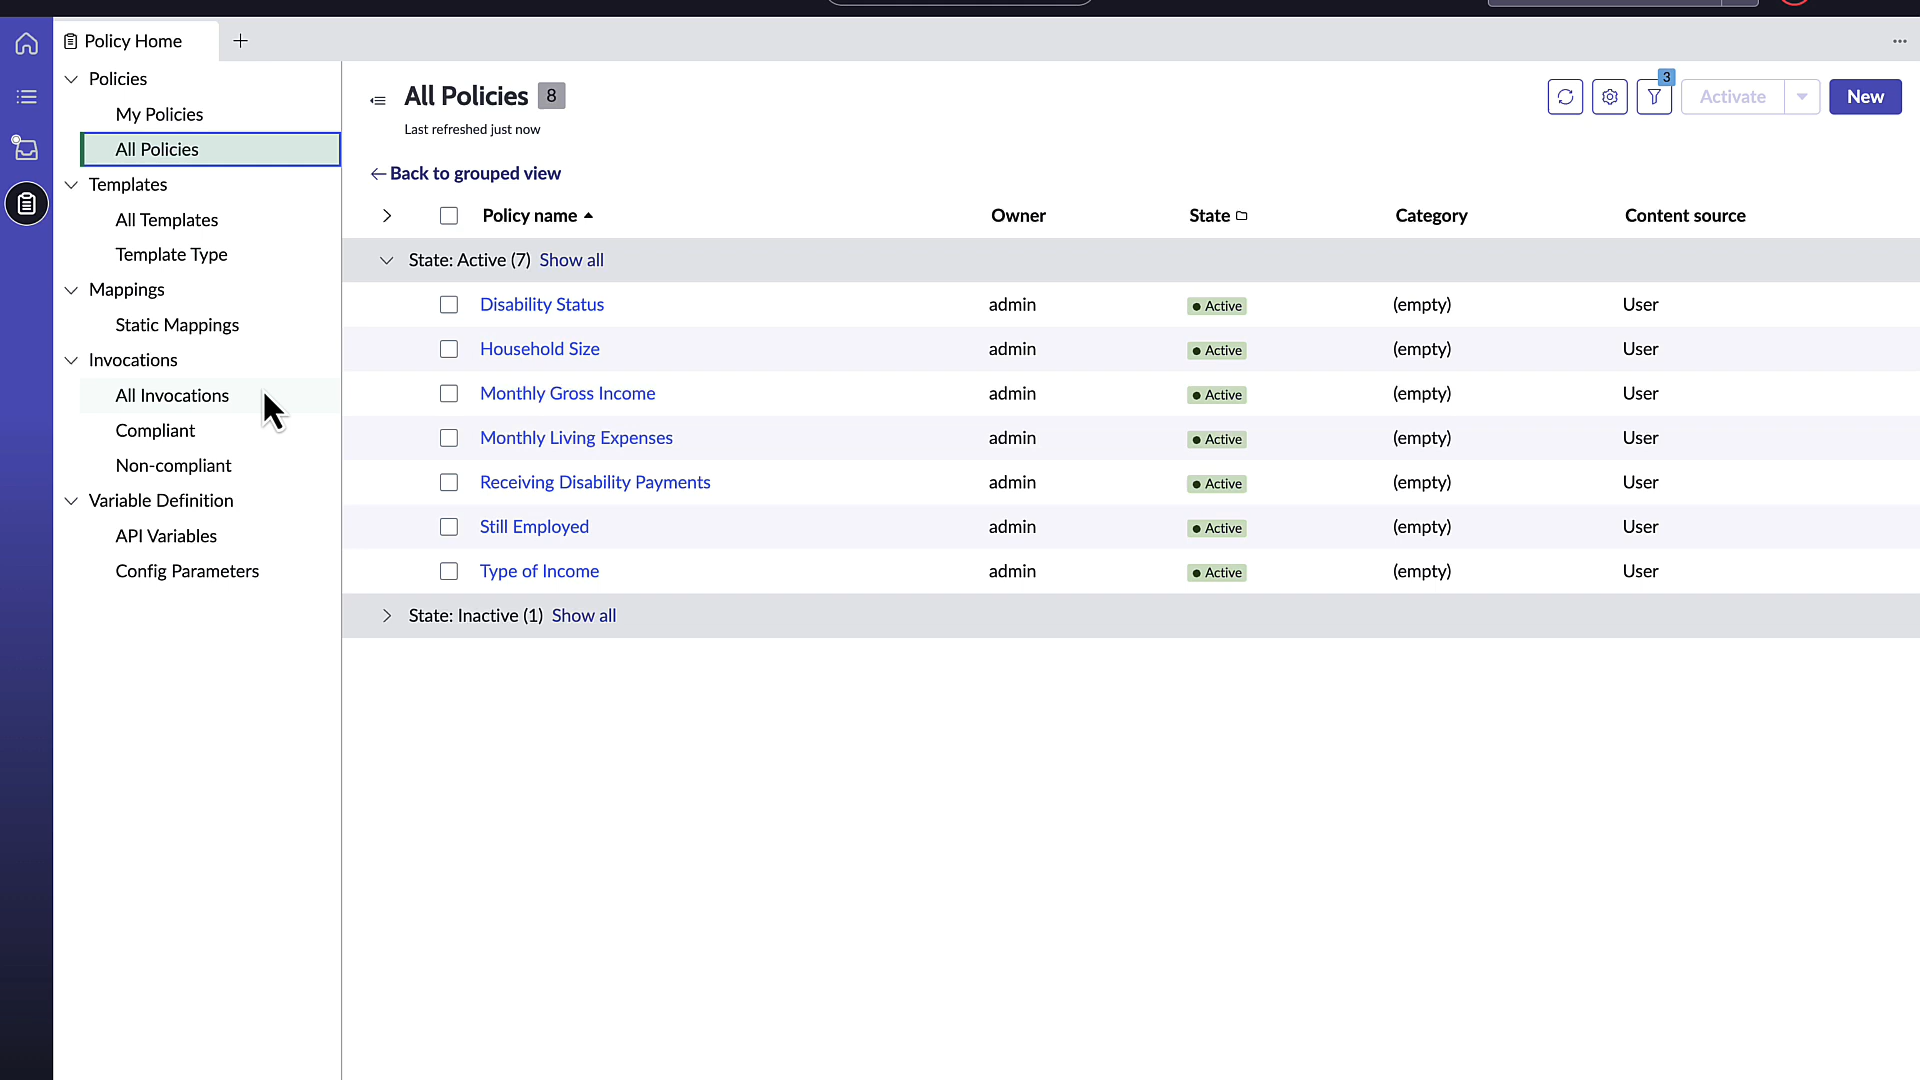 Policy Home
Policies
My Policies
All Policies
Templates
All Templates
Template Type
Mappings
Static Mappings
Invocations
All Invocations
Compliant
Non-compliant
Variable Definition
API Variables
Config Parameters
All Policies 8
Last refreshed just now
3
Activate
New
Back to grouped view
Policy name Owner State Category Content source
State: Active (7) Show all
Disability Status admin Active (empty) User
Household Size admin Active (empty) User
Monthly Gross Income admin Active (empty) User
Monthly Living Expenses admin Active (empty) User
Receiving Disability Payments admin Active (empty) User
Still Employed admin Active (empty) User
Type of Income admin Active (empty) User
State: Inactive (1) Show all